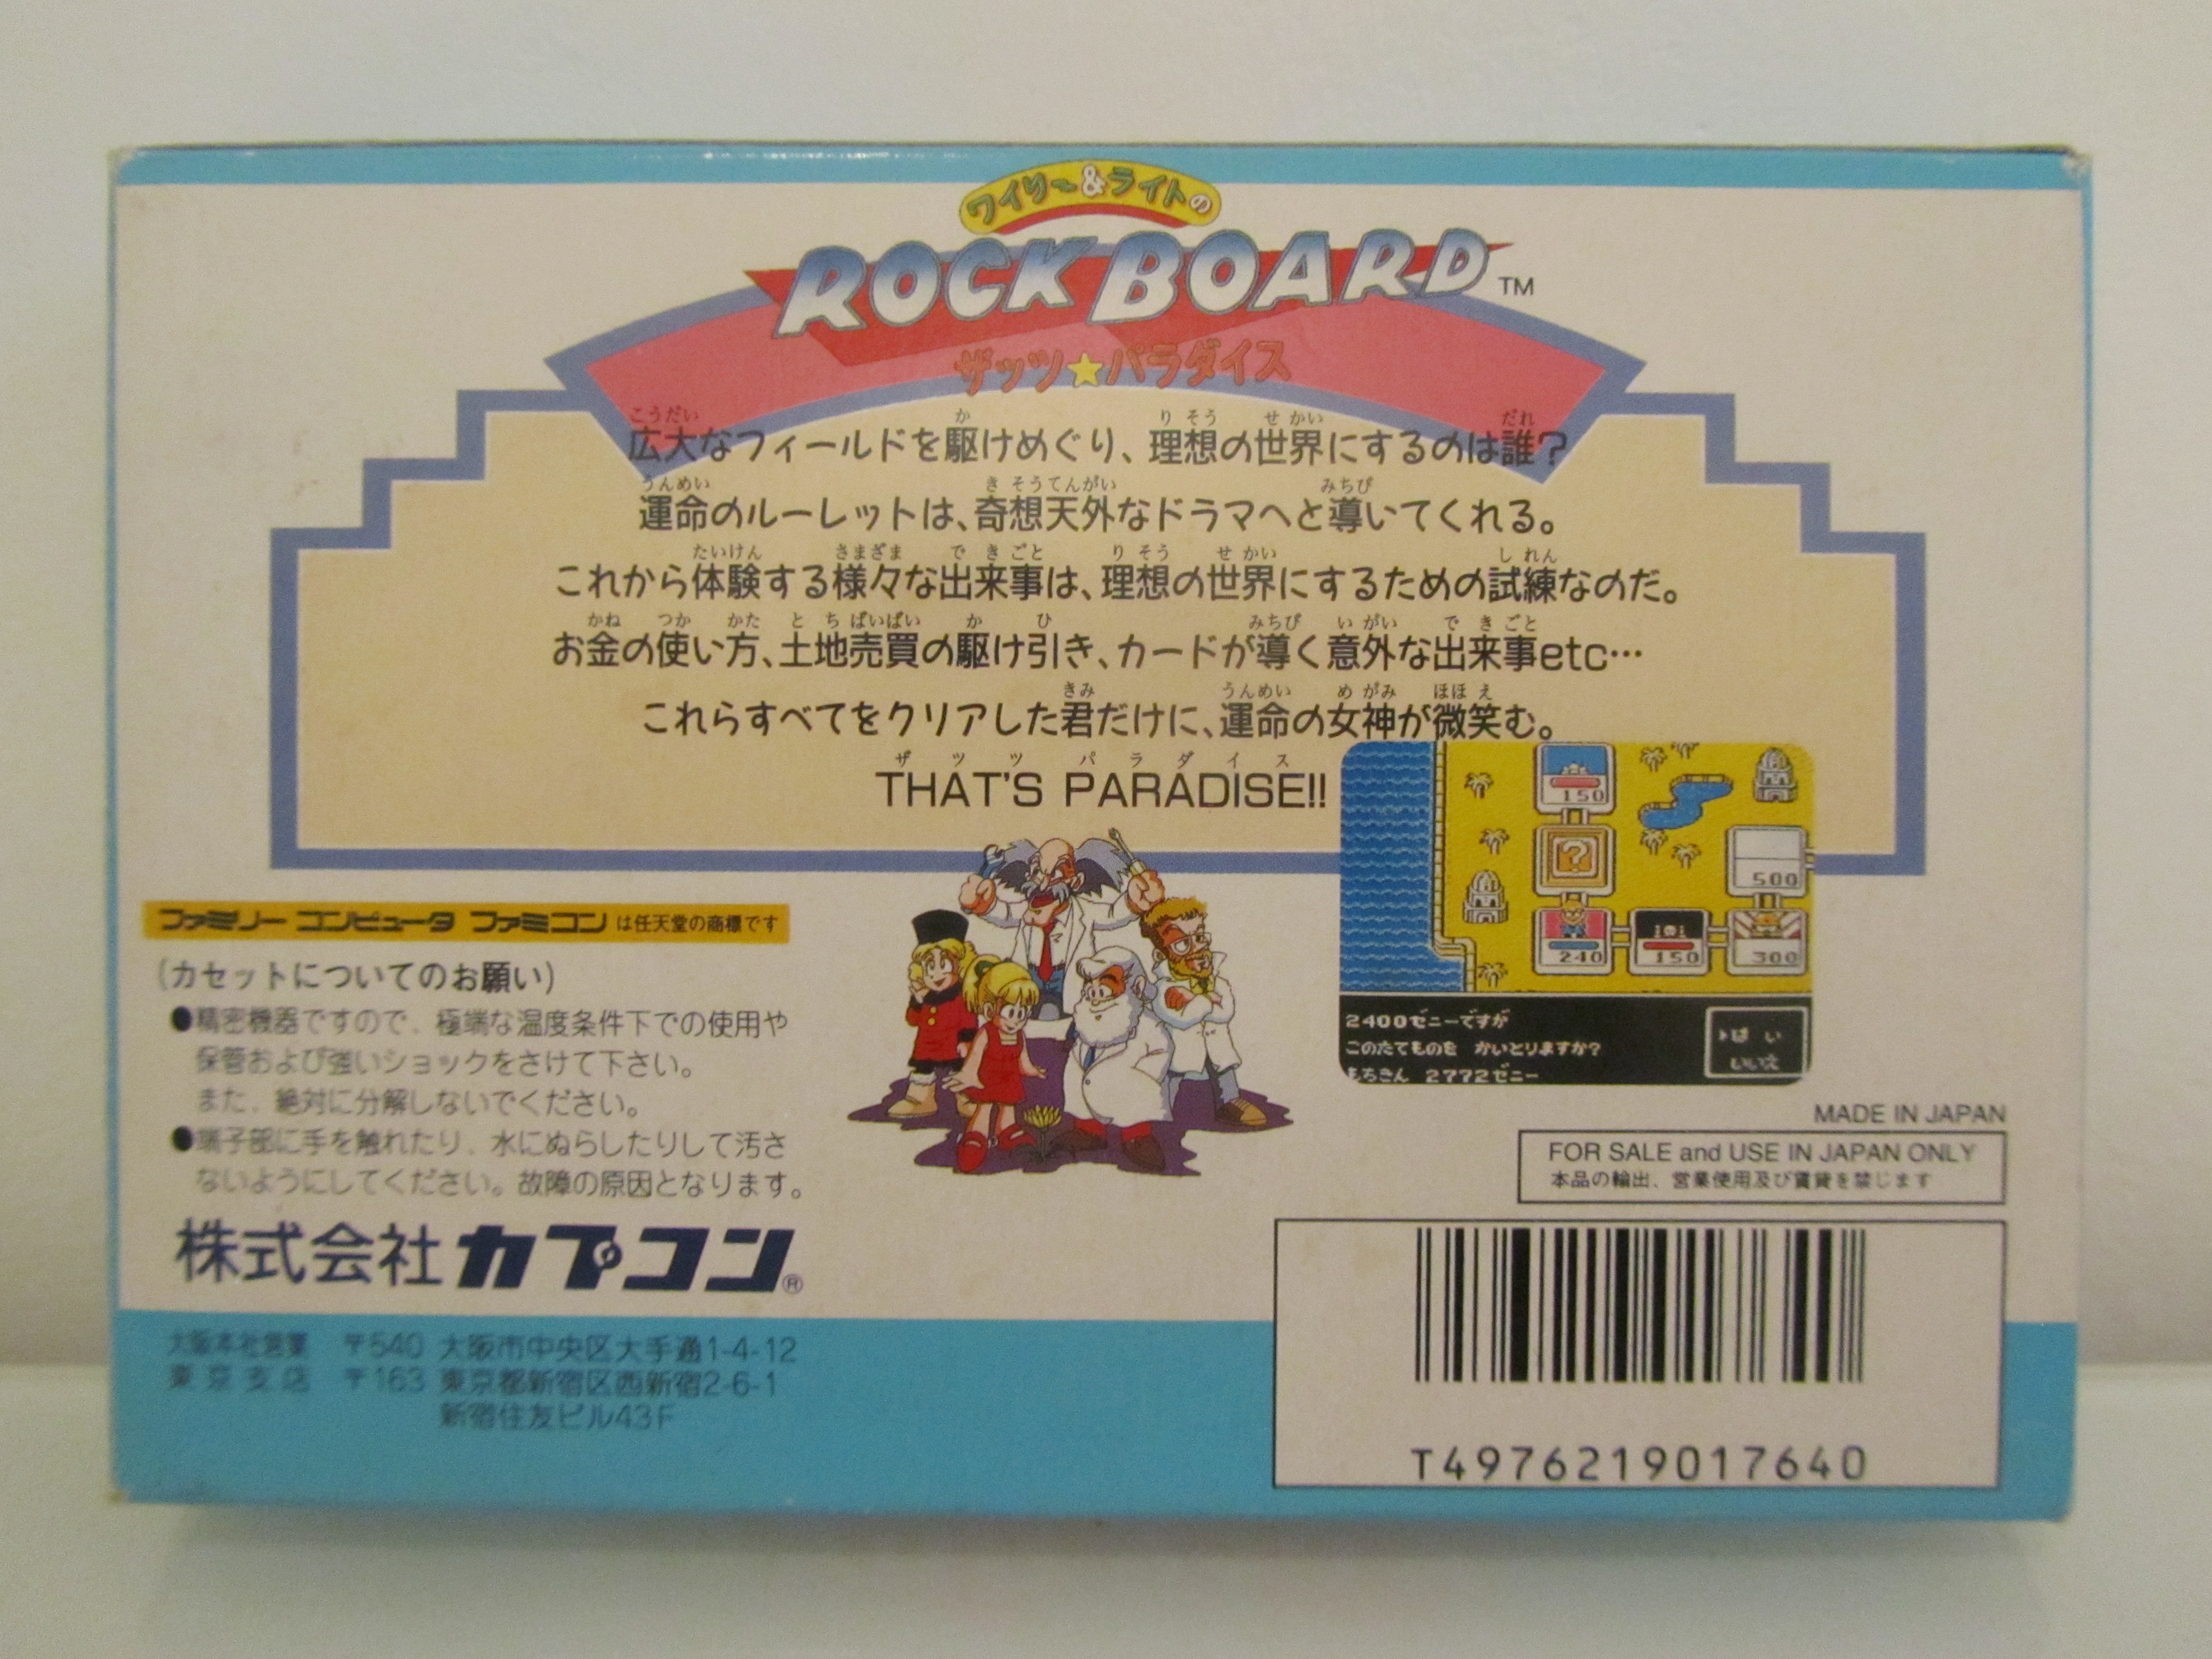 ワイリー&ライトの
ROCK BOARD TM
ザッツ★パラダイス
広大なフィールドを駆けめぐり、理想の世界にするのは誰?
運命のルーレットは、奇想天外なドラマへと導いてくれる。
これから体験する様々な出来事は、理想の世界にするための試練なのだ。
お金の使い方、土地売買の駆け引き、カードが導く意外な出来事etc…
これらすべてをクリアした君だけに、運命の女神が微笑む。
THAT'S PARADISE!!
150
?
500
240 150 300
2400ゼニーですが
このたてものを かいとりますか?
もちきん 2772ゼニー
はい
いいえ
ファミリーコンピュータ ファミコンは任天堂の商標です
(カセットについてのお願い)
●精密機器ですので、極端な温度条件下での使用や
保管および強いショックをさけて下さい。
また、絶対に分解しないでください。
●端子部に手を触れたり、水にぬらしたりして汚さ
ないようにしてください。故障の原因となります。
株式会社カプコン®
大阪本社営業 〒540 大阪市中央区大手通1-4-12
東京支店 〒163 東京都新宿区西新宿2-6-1
新宿住友ビル43F
MADE IN JAPAN
FOR SALE and USE IN JAPAN ONLY
本品の輸出、営業使用及び賃貸を禁じます
T4976219017640